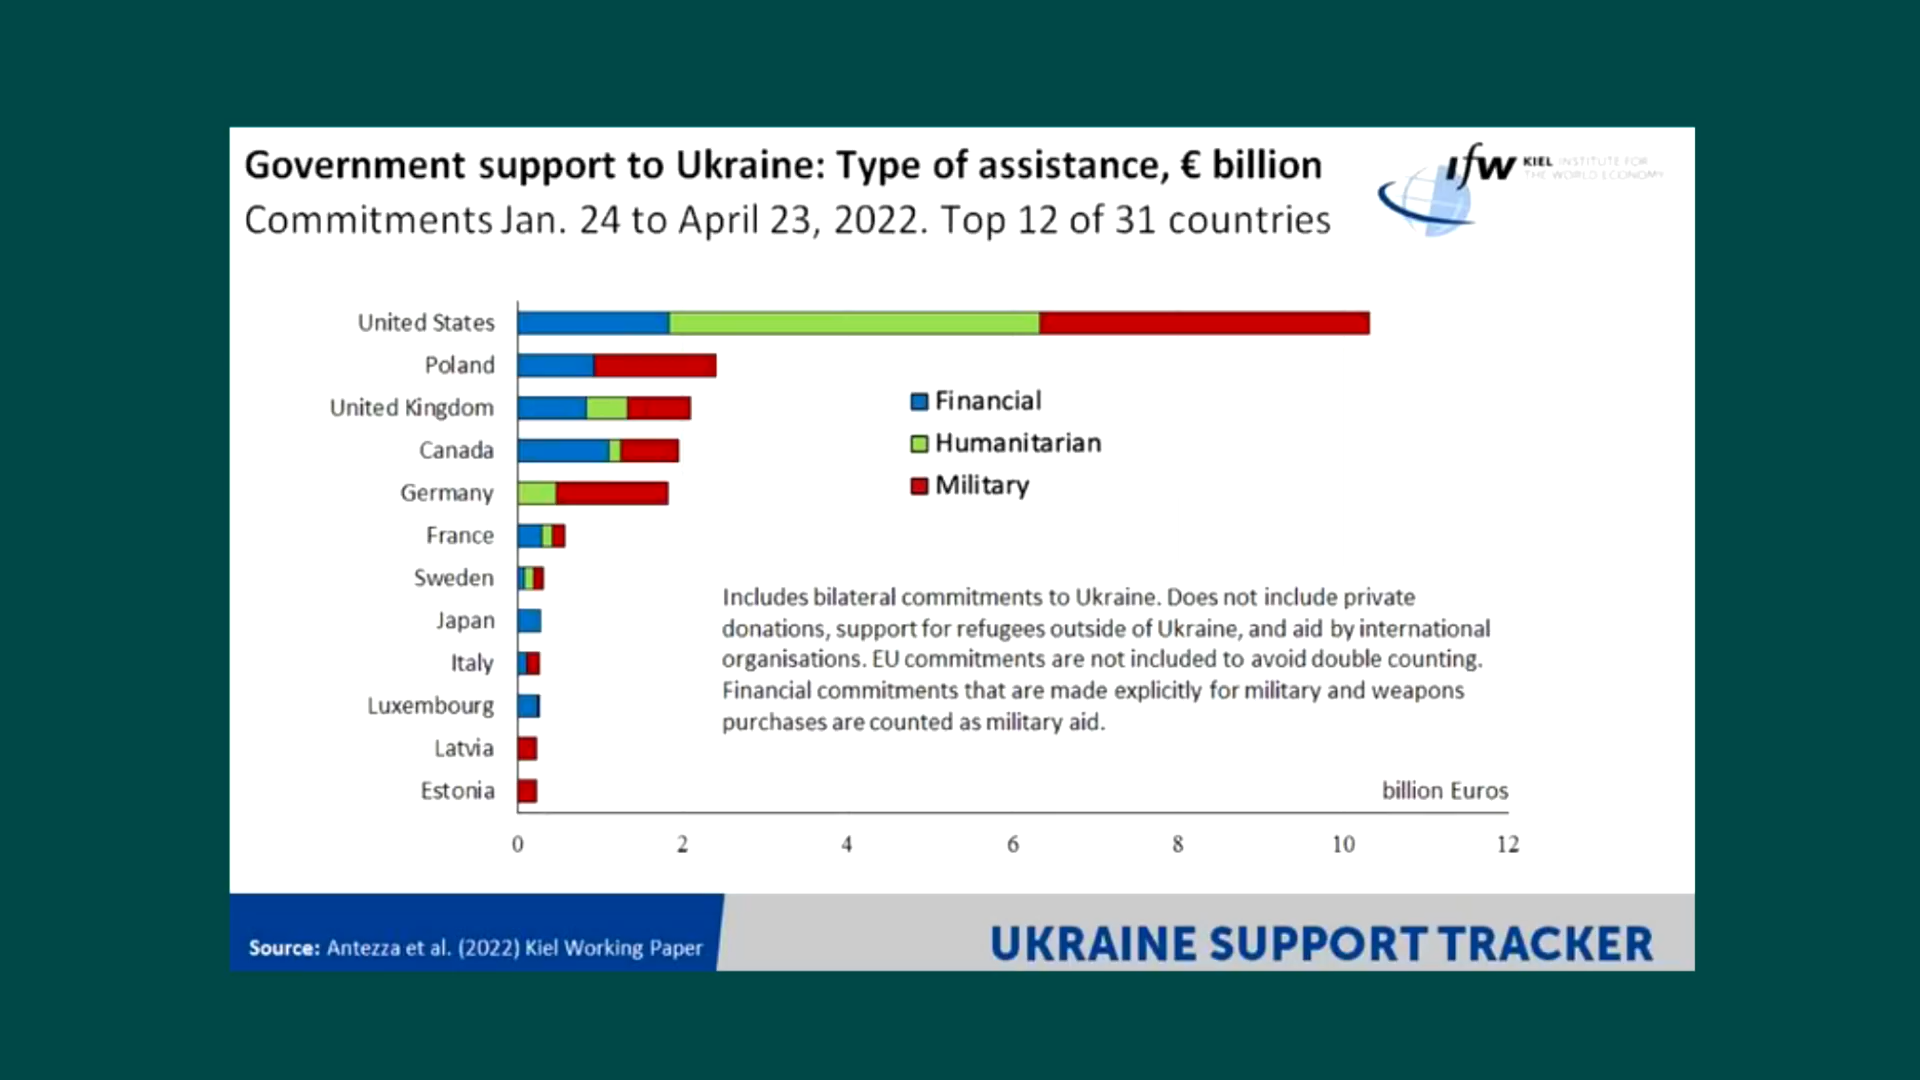 Government support to Ukraine: Type of assistance, € billion
Commitments Jan. 24 to April 23, 2022. Top 12 of 31 countries
ifw KIEL INSTITUTE FOR
THE WORLD ECONOMY
United States
Poland
United Kingdom
Canada
Germany
France
Sweden
Japan
Italy
Luxembourg
Latvia
Estonia
Financial
Humanitarian
Military
Includes bilateral commitments to Ukraine. Does not include private
donations, support for refugees outside of Ukraine, and aid by international
organisations. EU commitments are not included to avoid double counting.
Financial commitments that are made explicitly for military and weapons
purchases are counted as military aid.
billion Euros
0 2 4 6 8 10 12
Source: Antezza et al. (2022) Kiel Working Paper
UKRAINE SUPPORT TRACKER